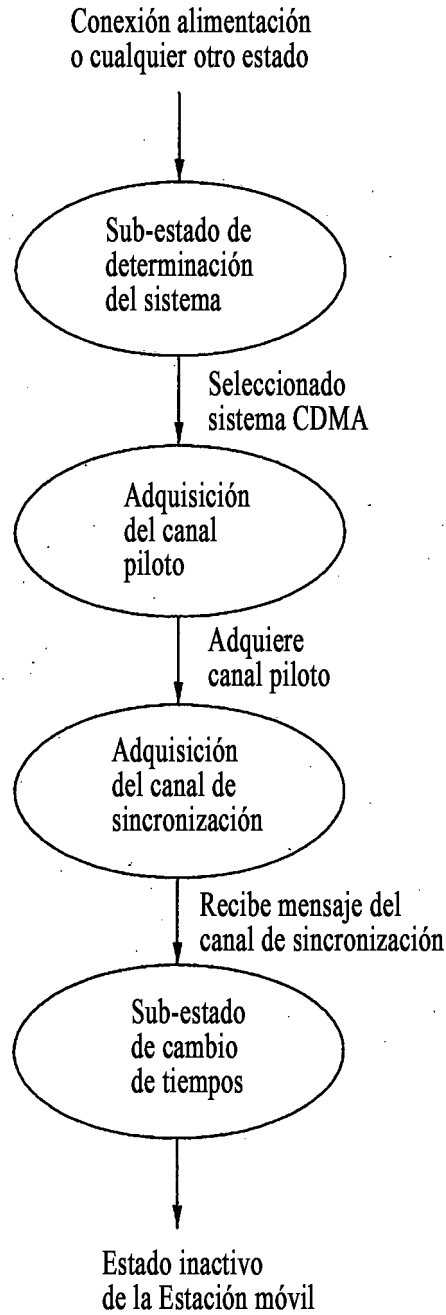 Conexión alimentación
o cualquier otro estado
Sub-estado de
determinación
del sistema
Seleccionado
sistema CDMA
Adquisición
del canal
piloto
Adquiere
canal piloto
Adquisición
del canal de
sincronización
Recibe mensaje del
canal de sincronización
Sub-estado
de cambio
de tiempos
Estado inactivo
de la Estación móvil